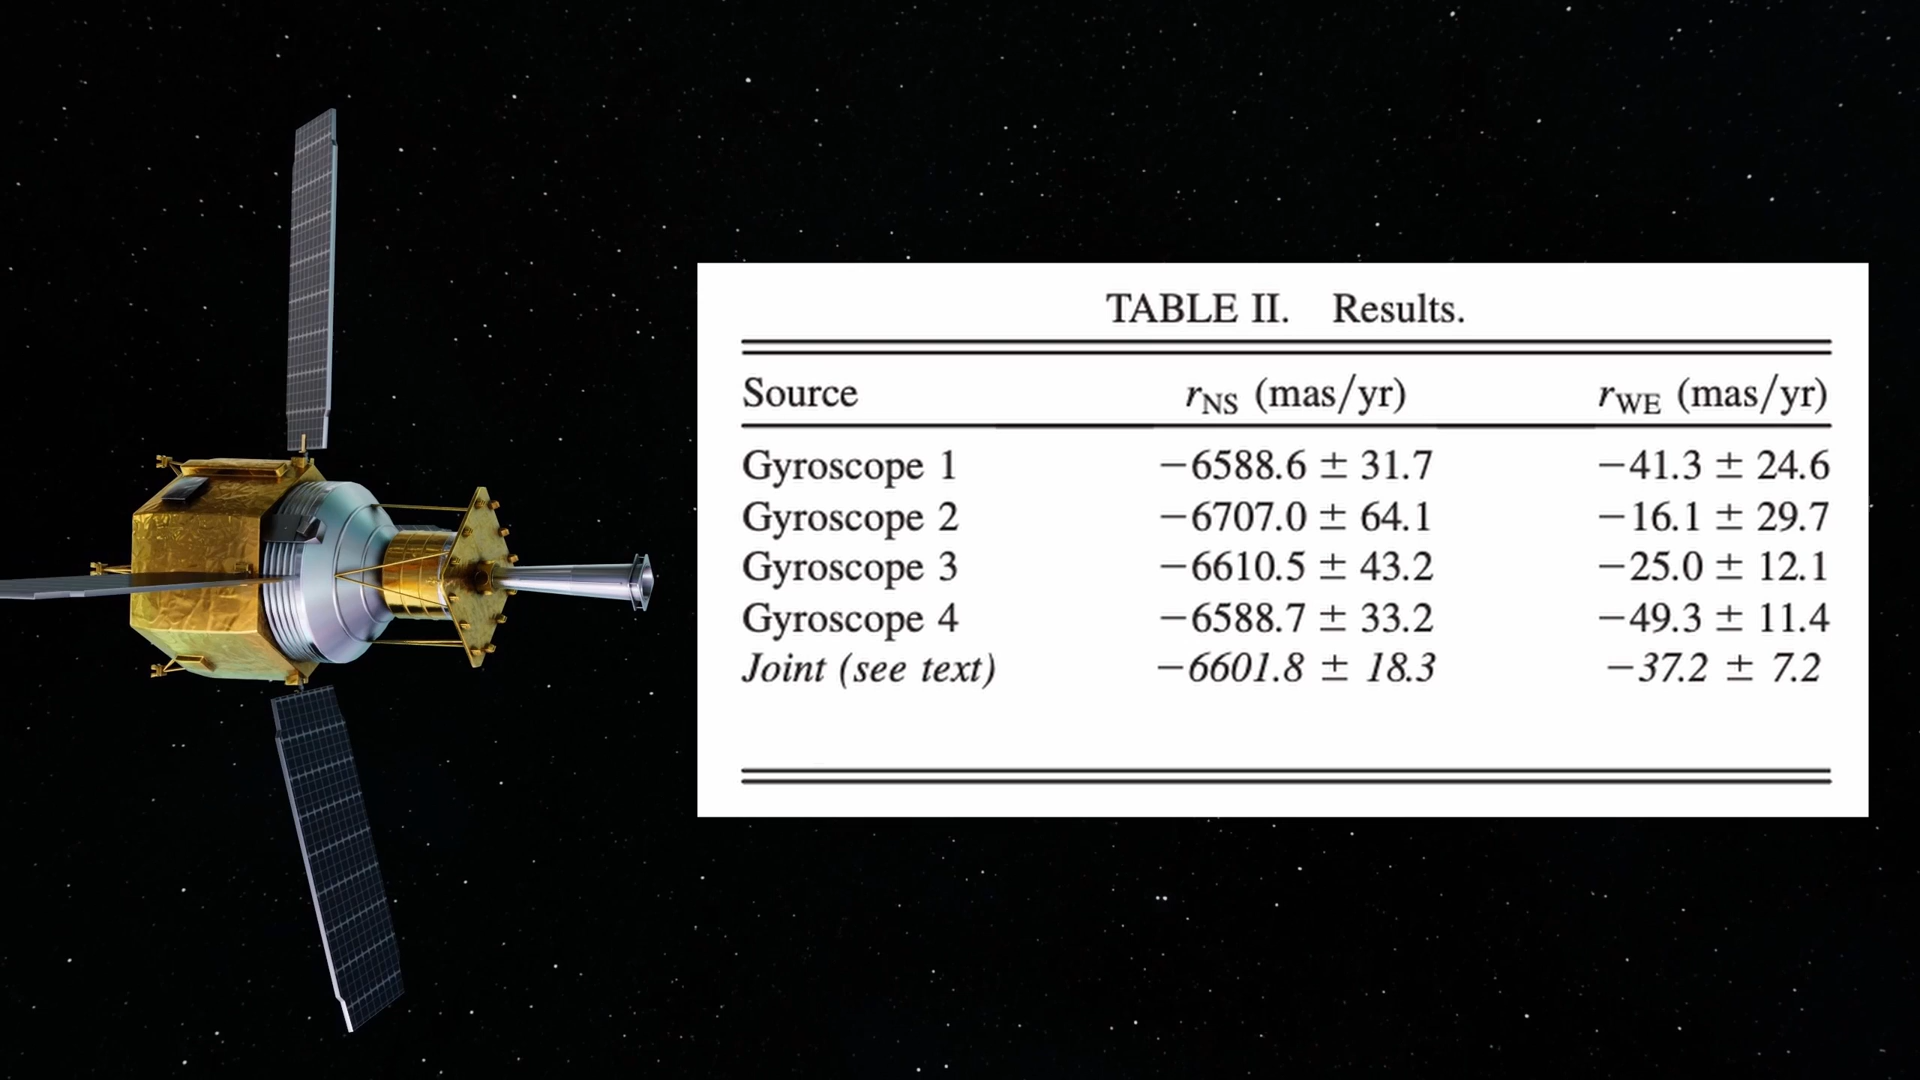 TABLE II. Results.
Source r_NS (mas/yr) r_WE (mas/yr)
Gyroscope 1 −6588.6 ± 31.7 −41.3 ± 24.6
Gyroscope 2 −6707.0 ± 64.1 −16.1 ± 29.7
Gyroscope 3 −6610.5 ± 43.2 −25.0 ± 12.1
Gyroscope 4 −6588.7 ± 33.2 −49.3 ± 11.4
Joint (see text) −6601.8 ± 18.3 −37.2 ± 7.2